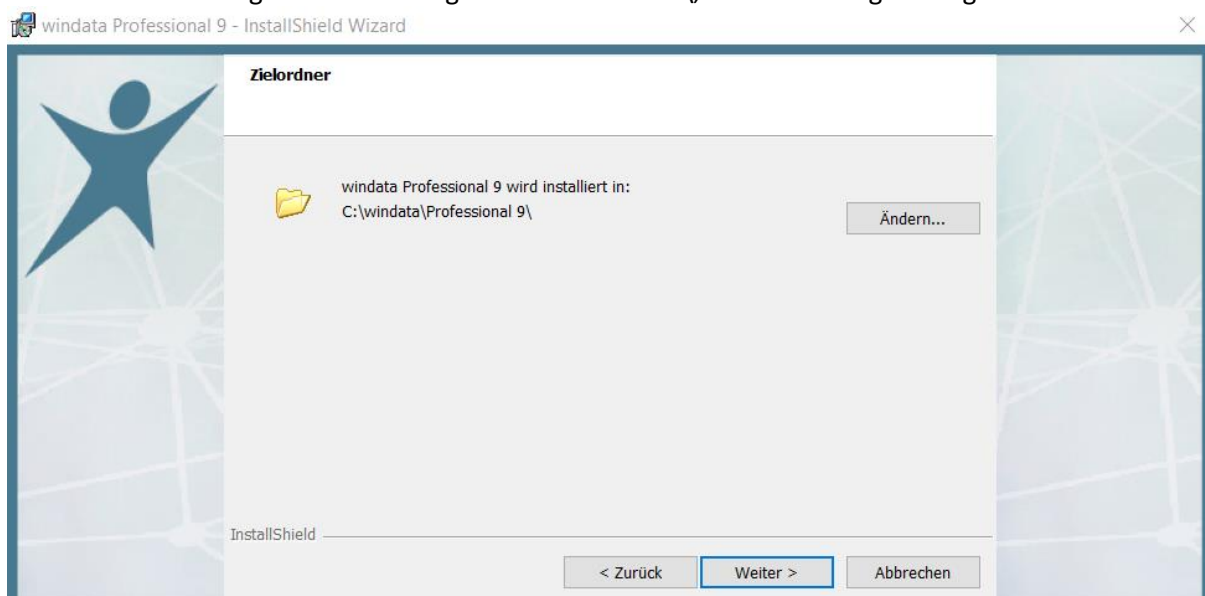 windata Professional 9 - InstallShield Wizard
Zielordner
windata Professional 9 wird installiert in:
C:\windata\Professional 9\
Ändern...
InstallShield
< Zurück
Weiter >
Abbrechen